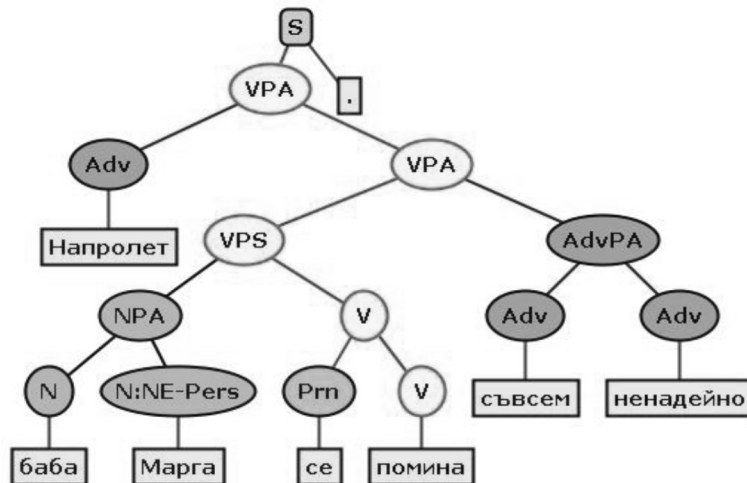 S
VPA
.
Adv
VPA
Напролет
VPS
AdvPA
NPA
V
Adv
Adv
N
N:NE-Pers
Prn
V
съвсем
ненадейно
баба
Марга
се
помина